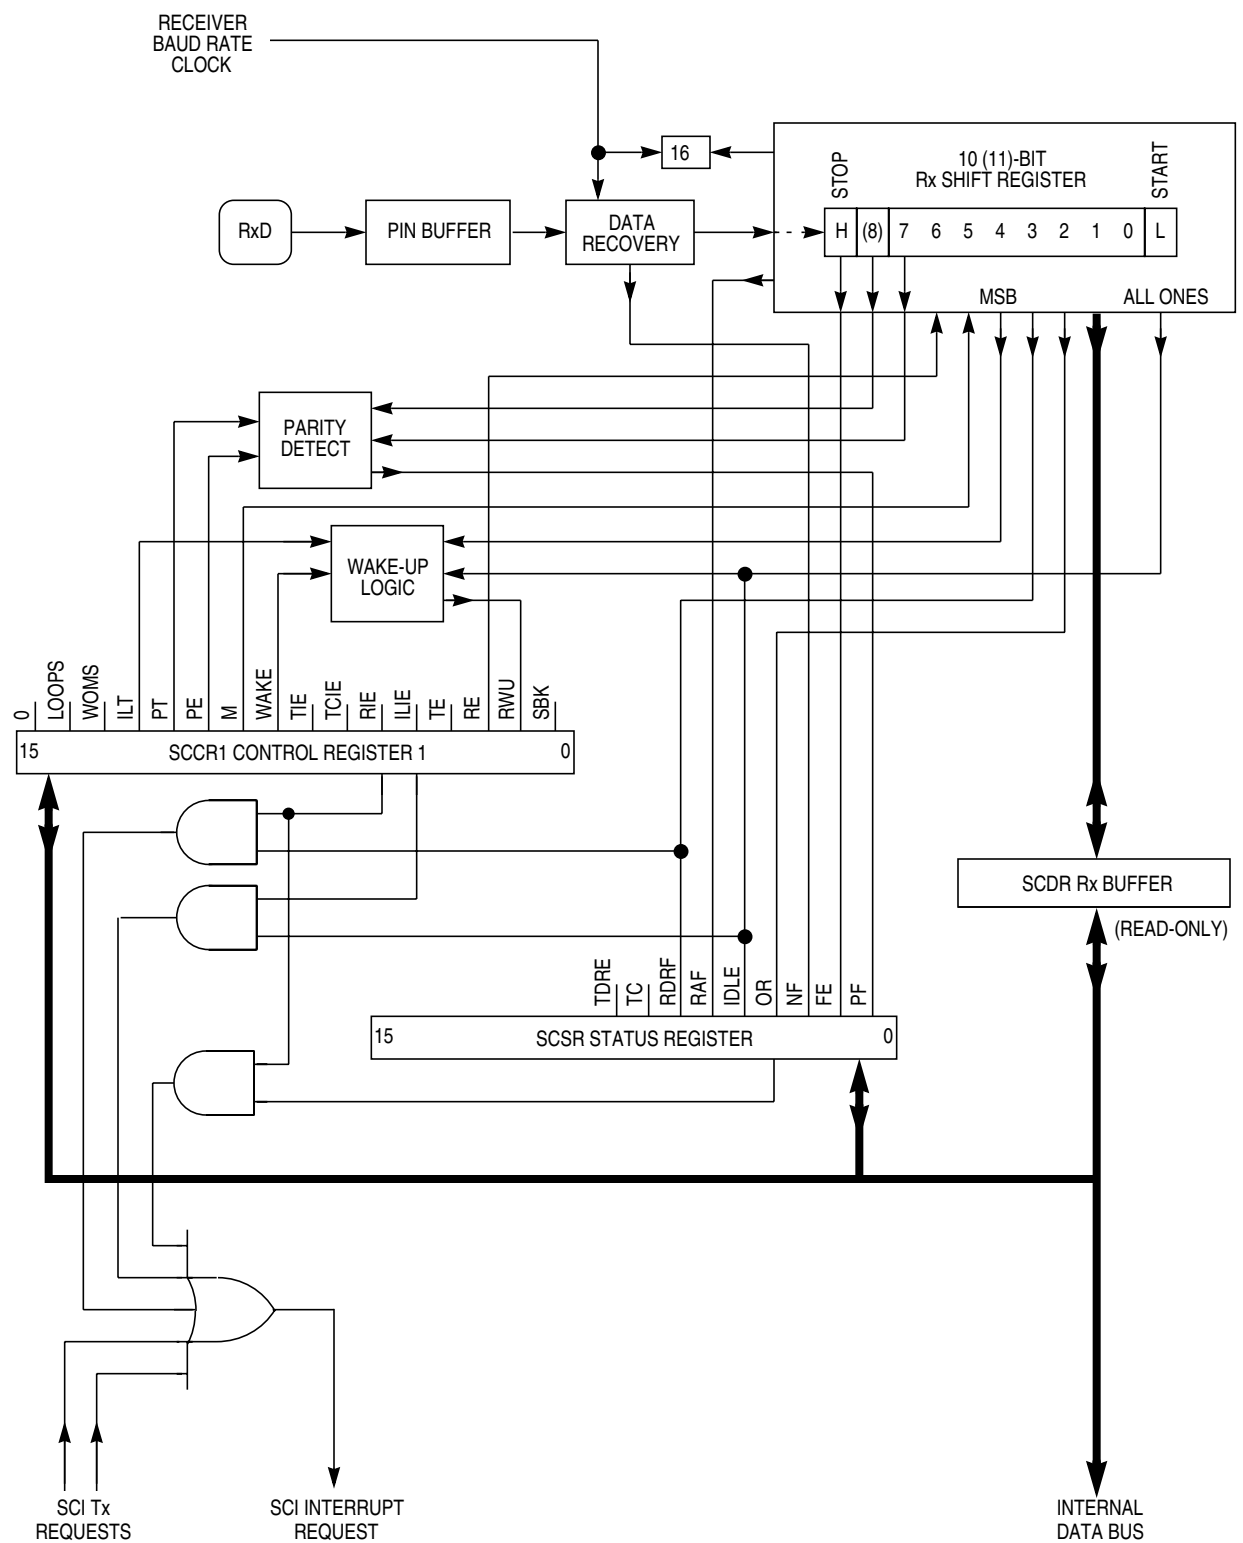 RECEIVER
BAUD RATE
CLOCK
16
10 (11)-BIT
Rx SHIFT REGISTER
STOP
START
RxD
PIN BUFFER
DATA
RECOVERY
H (8) 7 6 5 4 3 2 1 0 L
MSB
ALL ONES
PARITY
DETECT
WAKE-UP
LOGIC
0
LOOPS
WOMS
ILT
PT
PE
M
WAKE
TIE
TCIE
RIE
ILIE
TE
RE
RWU
SBK
15 SCCR1 CONTROL REGISTER 1 0
SCDR Rx BUFFER
(READ-ONLY)
TDRE
TC
RDRF
RAF
IDLE
OR
NF
FE
PF
15 SCSR STATUS REGISTER 0
SCI Tx
REQUESTS
SCI INTERRUPT
REQUEST
INTERNAL
DATA BUS